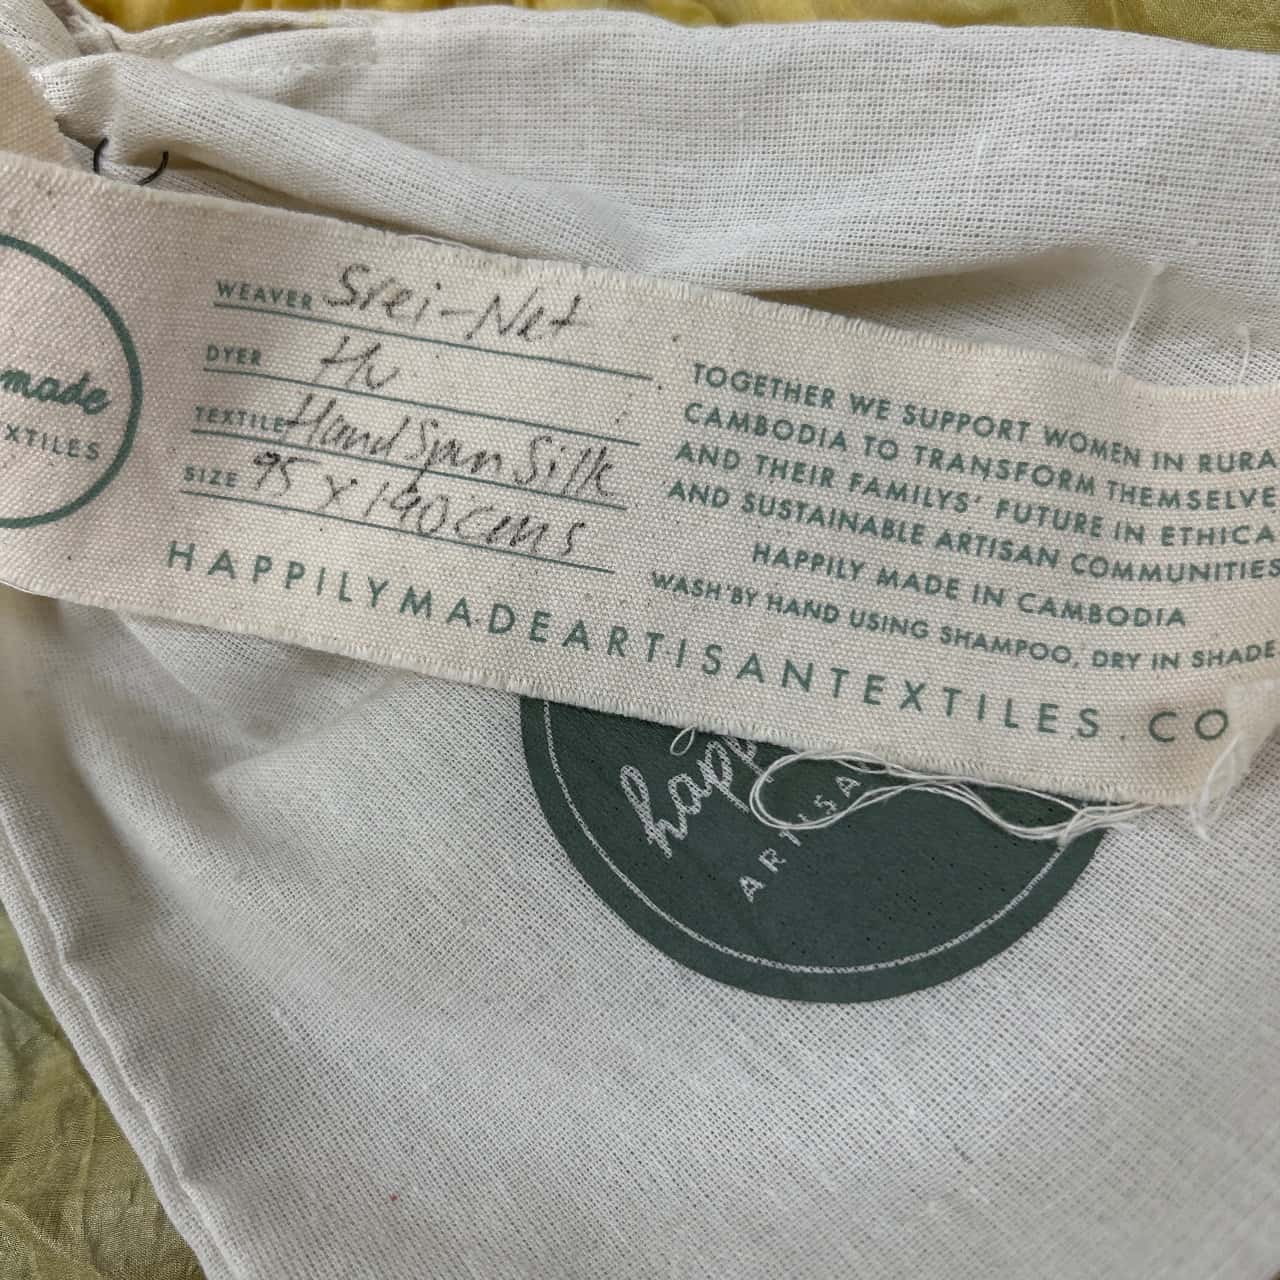 made
XTILES
WEAVER Srei-Net
DYER Hv
TEXTILE Hand Spun Silk
SIZE 95 x 190 cms
HAPPILYMADEARTISANTEXTILES.CO
TOGETHER WE SUPPORT WOMEN IN RURA
CAMBODIA TO TRANSFORM THEMSELVE
AND THEIR FAMILYS' FUTURE IN ETHICA
AND SUSTAINABLE ARTISAN COMMUNITIES
HAPPILY MADE IN CAMBODIA
WASH BY HAND USING SHAMPOO, DRY IN SHADE
happ
ARTISA